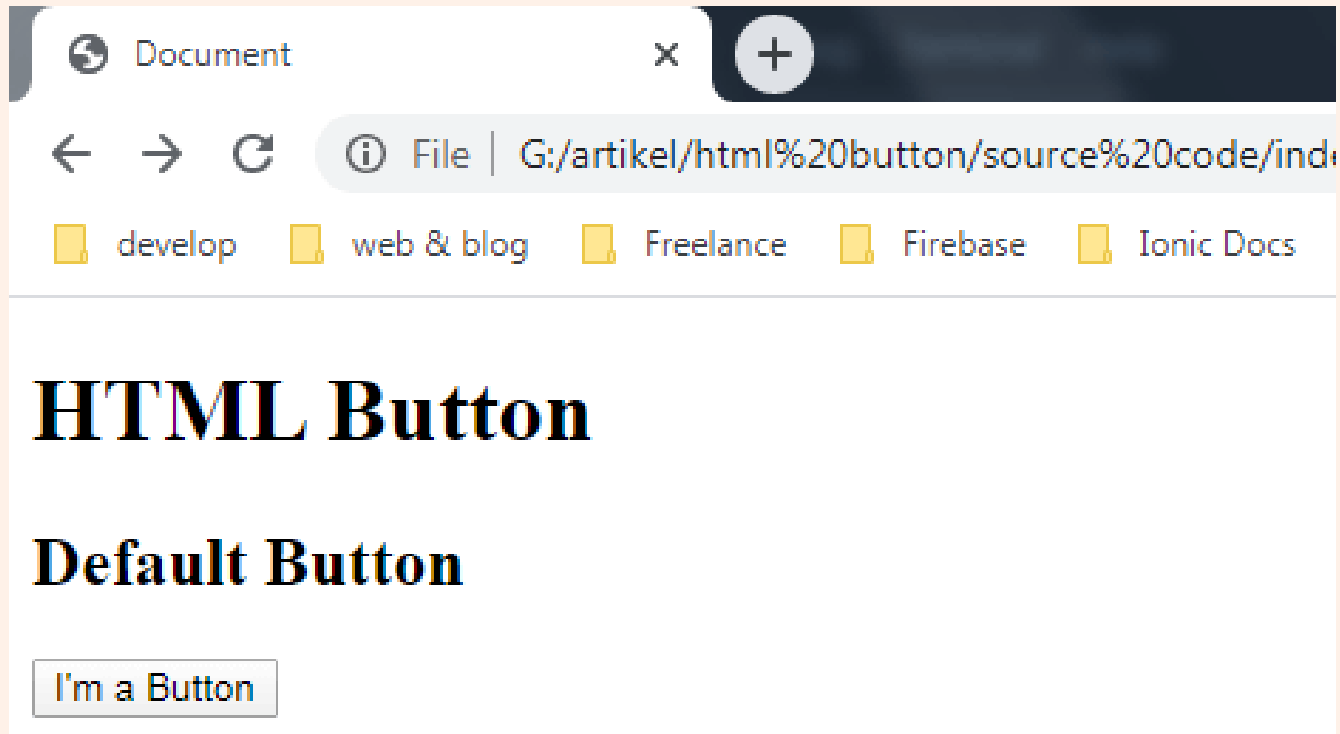 Document
File G:/artikel/html%20button/source%20code/inde
develop web & blog Freelance Firebase Ionic Docs
HTML Button
Default Button
I'm a Button